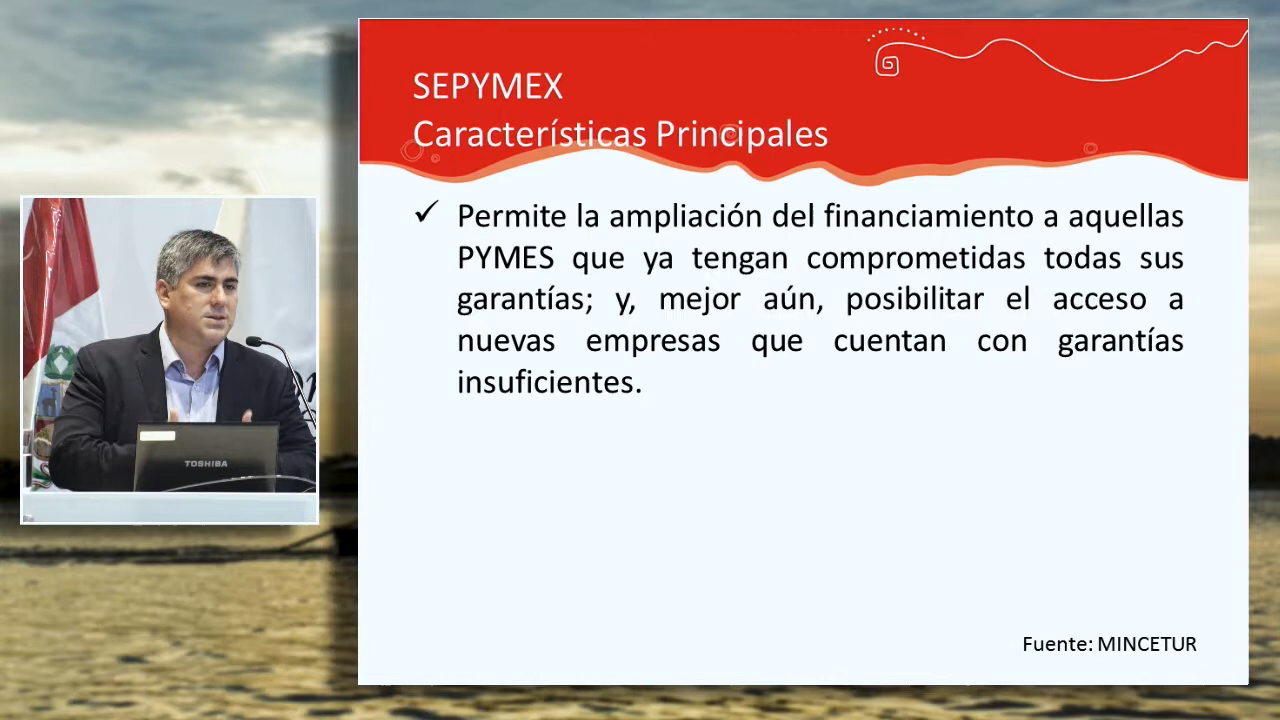 SEPYMEX
Características Principales
✓ Permite la ampliación del financiamiento a aquellas
PYMES que ya tengan comprometidas todas sus
garantías; y, mejor aún, posibilitar el acceso a
nuevas empresas que cuentan con garantías
insuficientes.
TOSHIBA
Fuente: MINCETUR